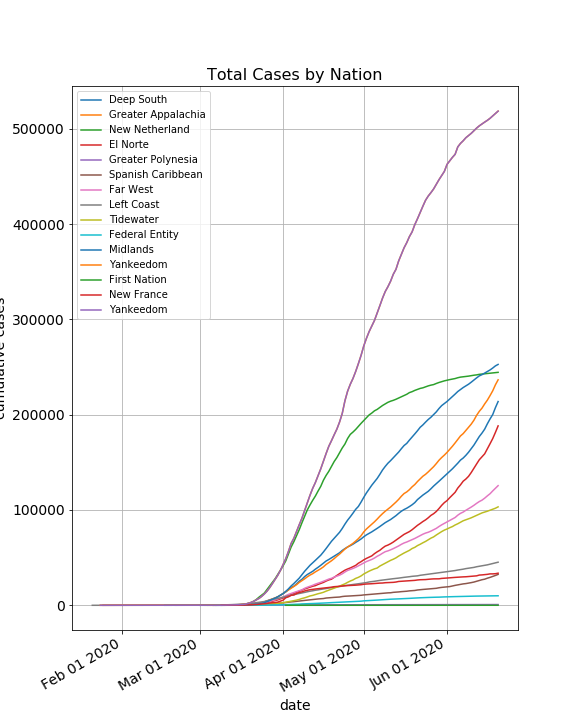 Total Cases by Nation
Deep South
Greater Appalachia
New Netherland
El Norte
Greater Polynesia
Spanish Caribbean
Far West
Left Coast
Tidewater
Federal Entity
Midlands
Yankeedom
First Nation
New France
Yankeedom
500000
400000
300000
200000
100000
0
cumulative cases
Feb 01 2020
Mar 01 2020
Apr 01 2020
May 01 2020
Jun 01 2020
date